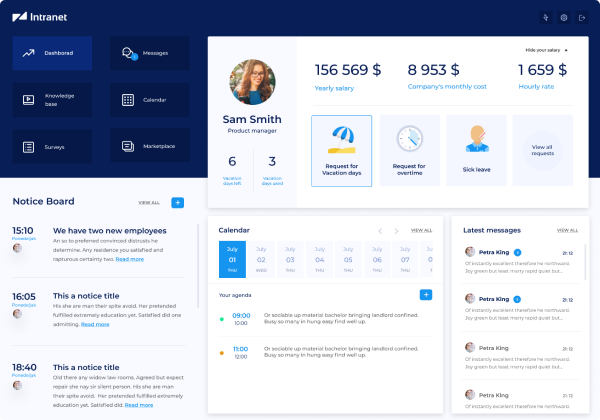 Intranet
Dashborad
Messages
Knowledge
base
Calendar
Surveys
Marketplace
Hide your salary
Sam Smith
Product manager
6
Vacation
days left
3
Vacation
days used
156 569 $
Yearly salary
8 953 $
Company's monthly cost
1 659 $
Hourly rate
Request for
Vacation days
Request for
overtime
Sick leave
View all
requests
Notice Board
VIEW ALL
+
15:10
Ponedeljak
We have two new employees
An so to preferred convinced distrusts he
determine. Any residence you satisfied and
rapturous certainty two. Read more
16:05
Ponedeljak
This a notice title
His she are man their spite avoid. Her pretended
fulfilled extremely education yet. Satisfied did one
admitting. Read more
18:40
Ponedeljak
This a notice title
Old there any widow law rooms. Agreed but expect
repair she nay sir silent person. His she are man
their spite avoid. Her pretended fulfilled extremely
education yet. Satisfied did. Read more
Calendar
VIEW ALL
July
01
THU
July
02
WED
July
03
THU
July
04
THU
July
05
THU
July
06
THU
July
07
THU
July
08
THU
Your agenda
+
09:00
10:00
Or sociable up material bachelor bringing landlord confined.
Busy so many in hung easy find well up.
11:00
12:00
Or sociable up material bachelor bringing landlord confined.
Busy so many in hung easy find well up.
Latest messages
VIEW ALL
Petra King
21:12
Of instantly excellent therefore he northward.
Joy green but least marry rapid quiet but...
Petra King
21:12
Of instantly excellent therefore he northward.
Joy green but least marry rapid quiet but...
Petra King
21:12
Of instantly excellent therefore he northward.
Joy green but least marry rapid quiet but...
Petra King
21:12
Of instantly excellent therefore he northward.